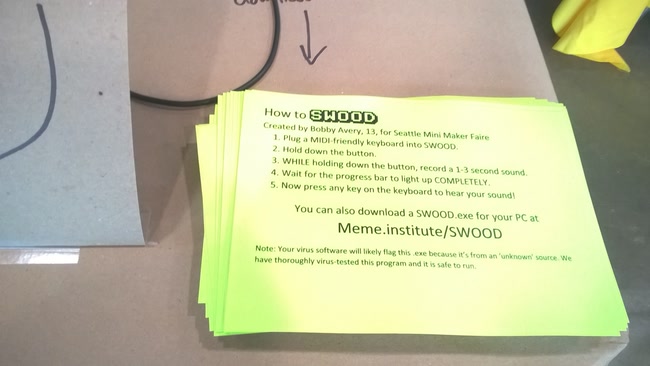 How to SWOOD
Created by Bobby Avery, 13, for Seattle Mini Maker Faire
1. Plug a MIDI-friendly keyboard into SWOOD.
2. Hold down the button.
3. WHILE holding down the button, record a 1-3 second sound.
4. Wait for the progress bar to light up COMPLETELY.
5. Now press any key on the keyboard to hear your sound!
You can also download a SWOOD.exe for your PC at
Meme.institute/SWOOD
Note: Your virus software will likely flag this .exe because it's from an 'unknown' source. We
have thoroughly virus-tested this program and it is safe to run.